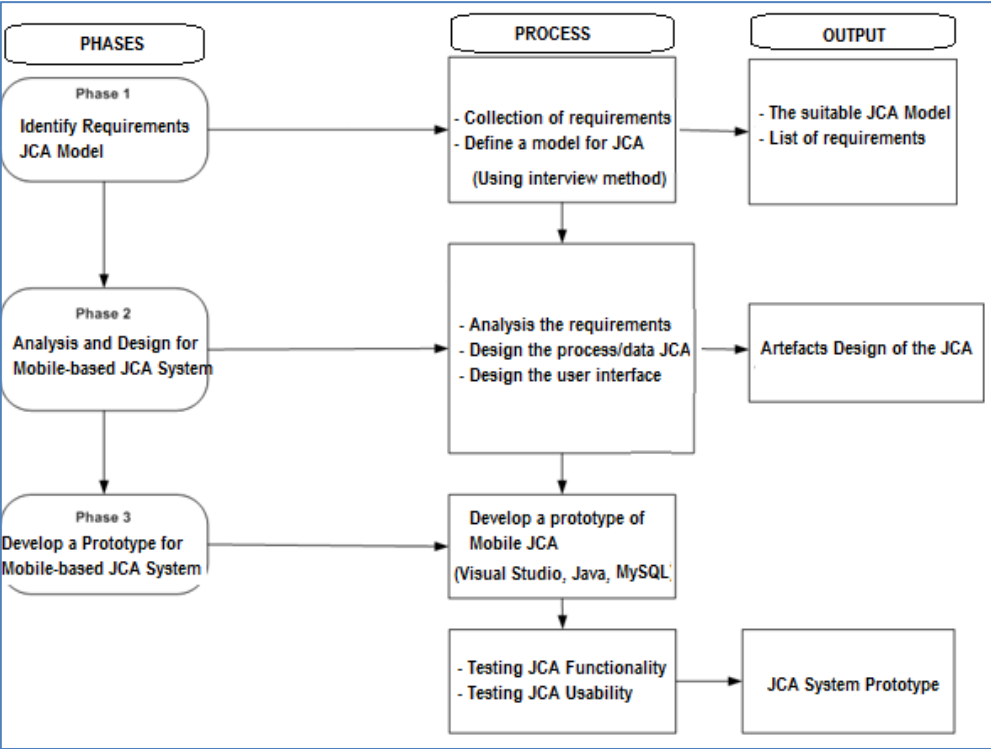 PHASES
PROCESS
OUTPUT
Phase 1
Identify Requirements
JCA Model
- Collection of requirements
- Define a model for JCA
(Using interview method)
- The suitable JCA Model
- List of requirements
Phase 2
Analysis and Design for
Mobile-based JCA System
- Analysis the requirements
- Design the process/data JCA
- Design the user interface
Artefacts Design of the JCA
Phase 3
Develop a Prototype for
Mobile-based JCA System
Develop a prototype of
Mobile JCA
(Visual Studio, Java, MySQL)
- Testing JCA Functionality
- Testing JCA Usability
JCA System Prototype